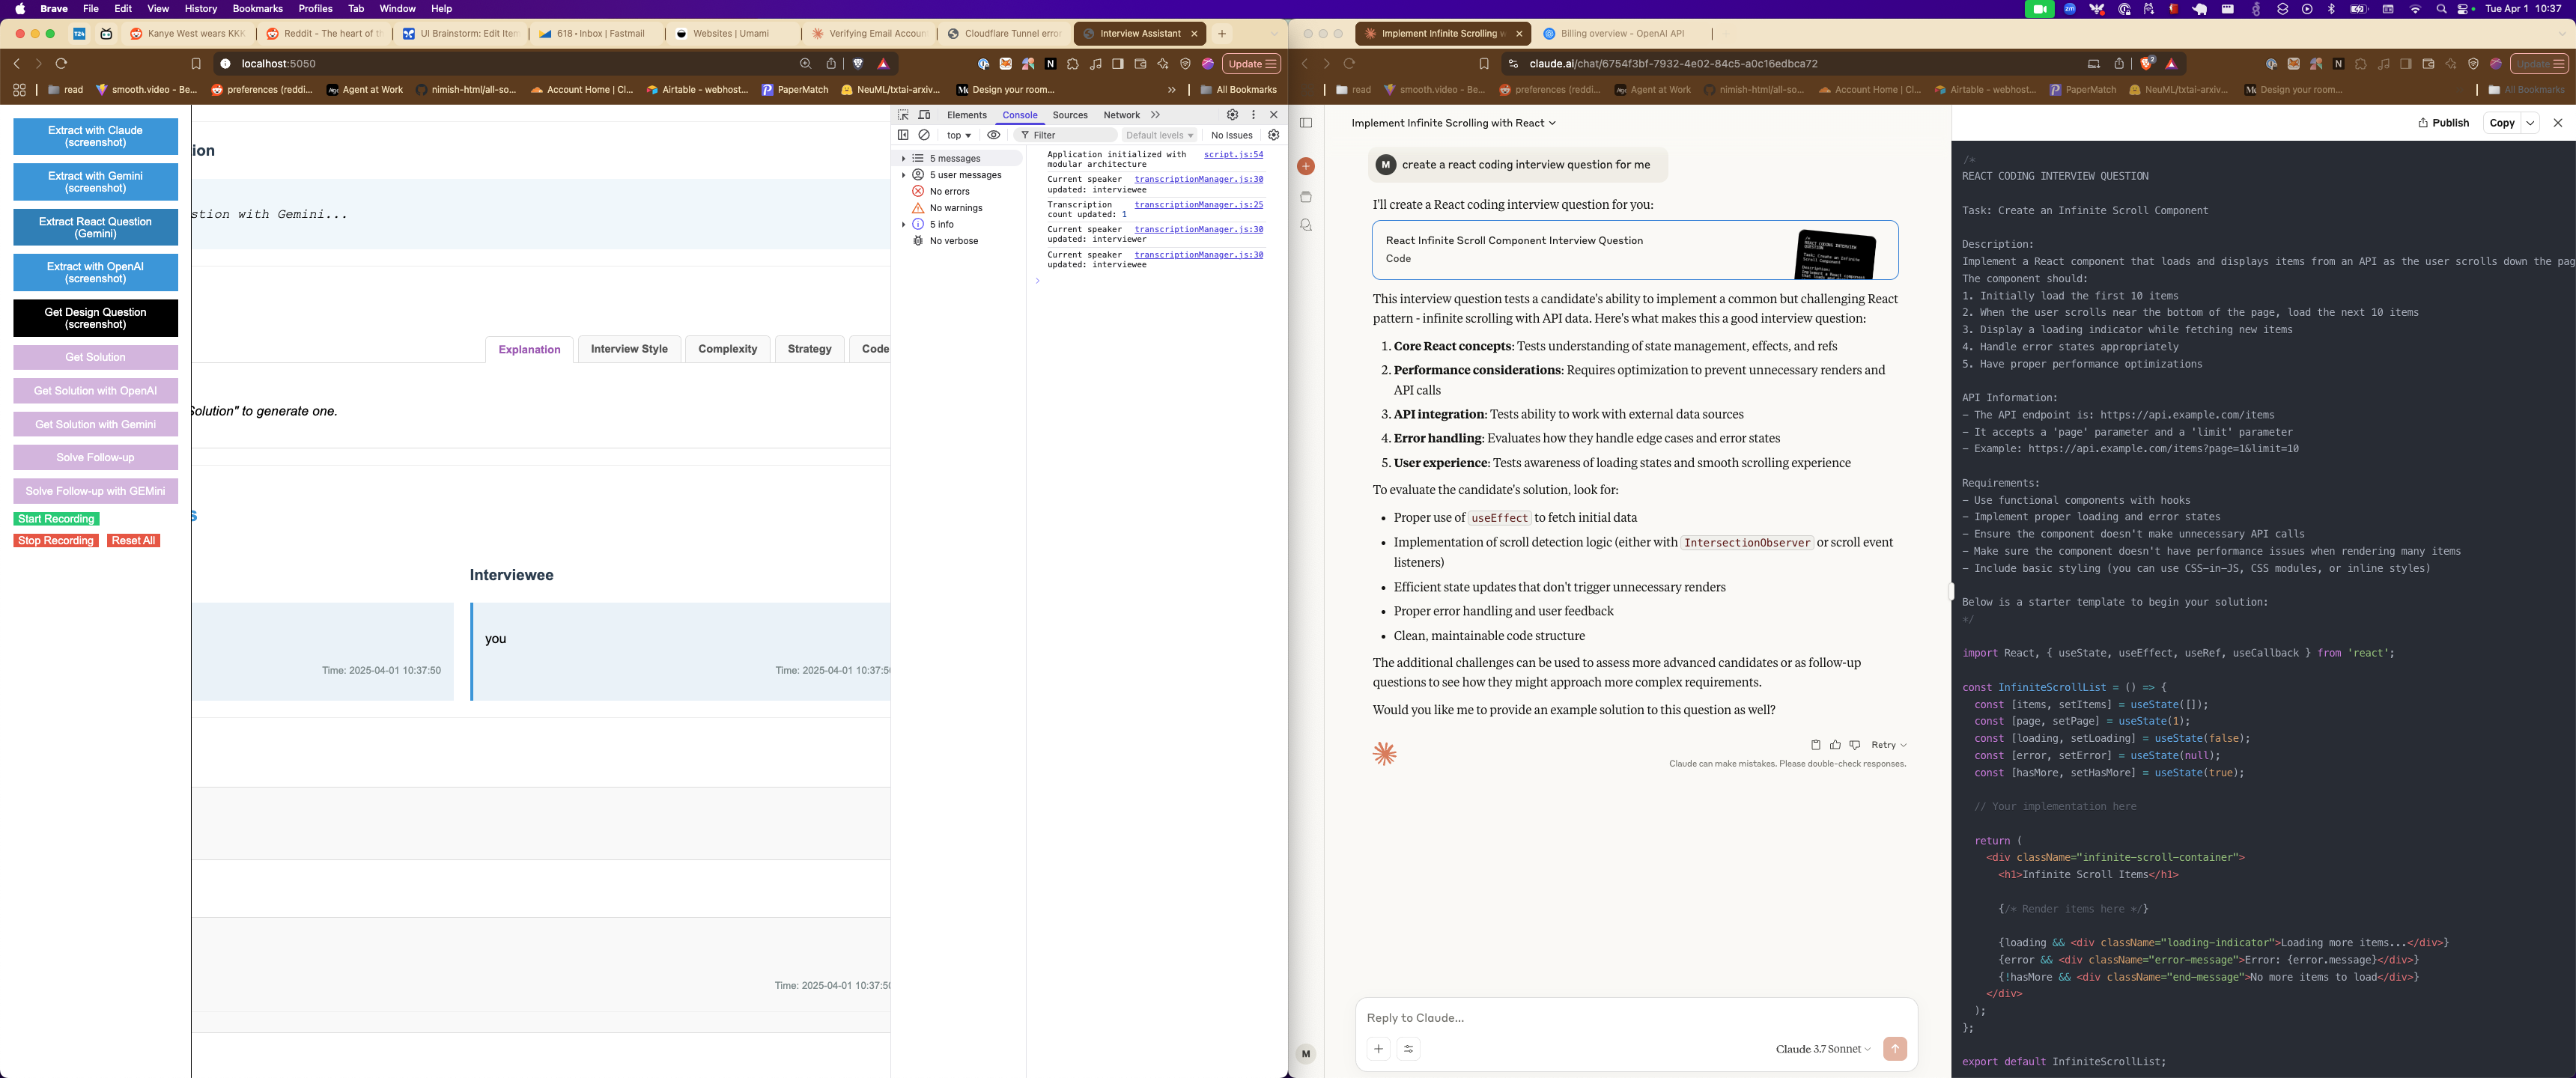 Brave File Edit View History Bookmarks Profiles Tab Window Help
Tue Apr 1 10:37
Kanye West wears KKK
Reddit - The heart of th
UI Brainstorm: Edit Iten
618 • Inbox | Fastmail
Websites | Umami
Verifying Email Accoun
Cloudflare Tunnel error
Interview Assistant
localhost:5050
Update
read
smooth.video - Be...
preferences (reddi...
Agent at Work
nimish-html/all-so...
Account Home | Cl...
Airtable - webhost...
PaperMatch
NeuML/txtai-arxiv...
Design your room...
All Bookmarks
Extract with Claude
(screenshot)
Extract with Gemini
(screenshot)
Extract React Question
(Gemini)
Extract with OpenAI
(screenshot)
Get Design Question
(screenshot)
Get Solution
Get Solution with OpenAI
Get Solution with Gemini
Solve Follow-up
Solve Follow-up with GEMini
Start Recording
Stop Recording Reset All
ion
stion with Gemini...
Explanation Interview Style Complexity Strategy Code
Solution" to generate one.
s
Interviewee
you
Time: 2025-04-01 10:37:50
Time: 2025-04-01 10:37:50
Time: 2025-04-01 10:37:50
Elements Console Sources Network
top Filter Default levels No Issues
5 messages
5 user messages
No errors
No warnings
5 info
No verbose
Application initialized with script.js:54
modular architecture
Current speaker transcriptionManager.js:30
updated: interviewee
Transcription transcriptionManager.js:25
count updated: 1
Current speaker transcriptionManager.js:30
updated: interviewer
Current speaker transcriptionManager.js:30
updated: interviewee
Implement Infinite Scrolling w
Billing overview - OpenAI API
claude.ai/chat/6754f3bf-7932-4e02-84c5-a0c16edbca72
Update
read
smooth.video - Be...
preferences (reddi...
Agent at Work
nimish-html/all-so...
Account Home | Cl...
Airtable - webhost...
PaperMatch
NeuML/txtai-arxiv...
Design your room...
All Bookmarks
Implement Infinite Scrolling with React
M create a react coding interview question for me
I'll create a React coding interview question for you:
React Infinite Scroll Component Interview Question
Code
This interview question tests a candidate's ability to implement a common but challenging React
pattern - infinite scrolling with API data. Here's what makes this a good interview question:
1. Core React concepts: Tests understanding of state management, effects, and refs
2. Performance considerations: Requires optimization to prevent unnecessary renders and
API calls
3. API integration: Tests ability to work with external data sources
4. Error handling: Evaluates how they handle edge cases and error states
5. User experience: Tests awareness of loading states and smooth scrolling experience
To evaluate the candidate's solution, look for:
• Proper use of useEffect to fetch initial data
• Implementation of scroll detection logic (either with IntersectionObserver or scroll event
listeners)
• Efficient state updates that don't trigger unnecessary renders
• Proper error handling and user feedback
• Clean, maintainable code structure
The additional challenges can be used to assess more advanced candidates or as follow-up
questions to see how they might approach more complex requirements.
Would you like me to provide an example solution to this question as well?
Retry
Claude can make mistakes. Please double-check responses.
Reply to Claude...
Claude 3.7 Sonnet
M
Publish Copy
/*
REACT CODING INTERVIEW QUESTION
Task: Create an Infinite Scroll Component
Description:
Implement a React component that loads and displays items from an API as the user scrolls down the pag
The component should:
1. Initially load the first 10 items
2. When the user scrolls near the bottom of the page, load the next 10 items
3. Display a loading indicator while fetching new items
4. Handle error states appropriately
5. Have proper performance optimizations
API Information:
- The API endpoint is: https://api.example.com/items
- It accepts a 'page' parameter and a 'limit' parameter
- Example: https://api.example.com/items?page=1&limit=10
Requirements:
- Use functional components with hooks
- Implement proper loading and error states
- Ensure the component doesn't make unnecessary API calls
- Make sure the component doesn't have performance issues when rendering many items
- Include basic styling (you can use CSS-in-JS, CSS modules, or inline styles)
Below is a starter template to begin your solution:
*/
import React, { useState, useEffect, useRef, useCallback } from 'react';
const InfiniteScrollList = () => {
const [items, setItems] = useState([]);
const [page, setPage] = useState(1);
const [loading, setLoading] = useState(false);
const [error, setError] = useState(null);
const [hasMore, setHasMore] = useState(true);
// Your implementation here
return (
<div className="infinite-scroll-container">
<h1>Infinite Scroll Items</h1>
{/* Render items here */}
{loading && <div className="loading-indicator">Loading more items...</div>}
{error && <div className="error-message">Error: {error.message}</div>}
{!hasMore && <div className="end-message">No more items to load</div>}
</div>
);
};
export default InfiniteScrollList;